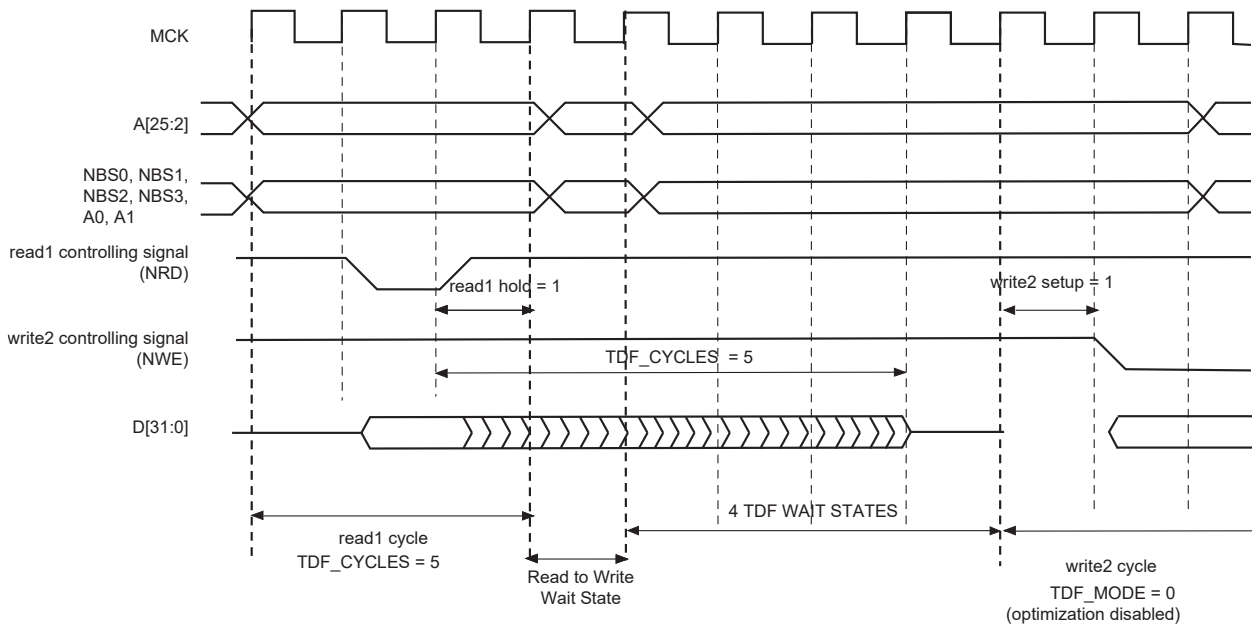 MCK
A[25:2]
NBS0, NBS1,
NBS2, NBS3,
A0, A1
read1 controlling signal
(NRD)
read1 hold = 1
write2 setup = 1
write2 controlling signal
(NWE)
TDF_CYCLES = 5
D[31:0]
4 TDF WAIT STATES
read1 cycle
TDF_CYCLES = 5
Read to Write
Wait State
write2 cycle
TDF_MODE = 0
(optimization disabled)